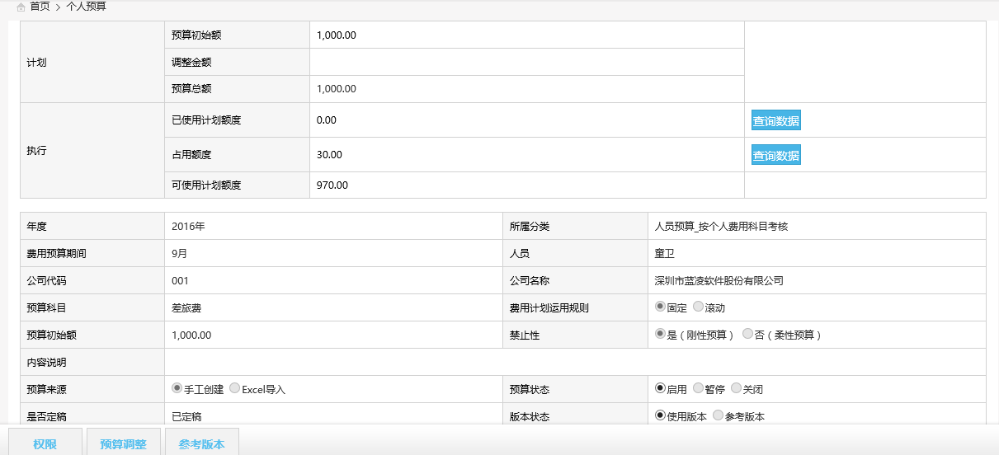 首页 > 个人预算
计划 预算初始额 1,000.00
调整金额
预算总额 1,000.00
执行 已使用计划额度 0.00 查询数据
占用额度 30.00 查询数据
可使用计划额度 970.00
年度 2016年 所属分类 人员预算_按个人费用科目考核
费用预算期间 9月 人员 童卫
公司代码 001 公司名称 深圳市蓝凌软件股份有限公司
预算科目 差旅费 费用计划运用规则 固定 滚动
预算初始额 1,000.00 禁止性 是（刚性预算） 否（柔性预算）
内容说明
预算来源 手工创建 Excel导入 预算状态 启用 暂停 关闭
是否定稿 已定稿 版本状态 使用版本 参考版本
权限 预算调整 参考版本